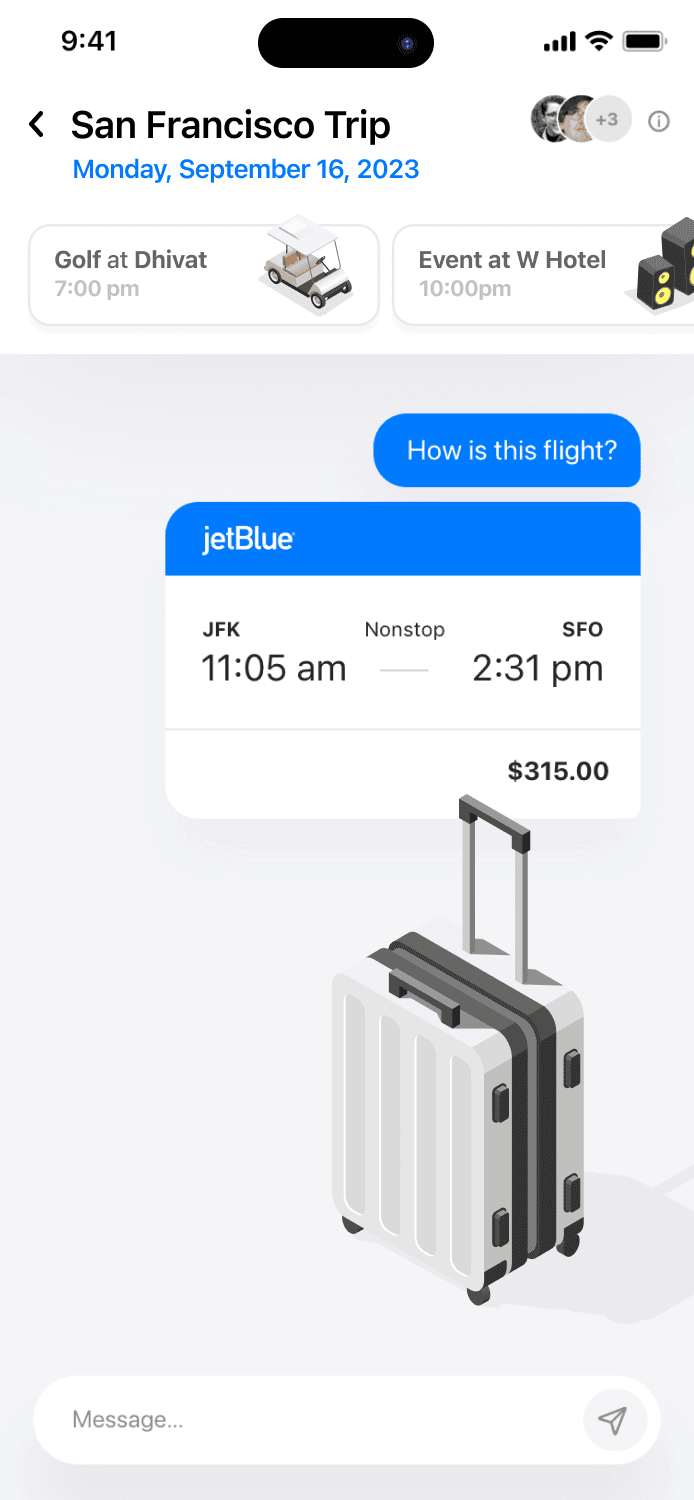 9:41
San Francisco Trip
+3
Monday, September 16, 2023
Golf at Dhivat
7:00 pm
Event at W Hotel
10:00pm
How is this flight?
jetBlue
JFK Nonstop SFO
11:05 am 2:31 pm
$315.00
Message...